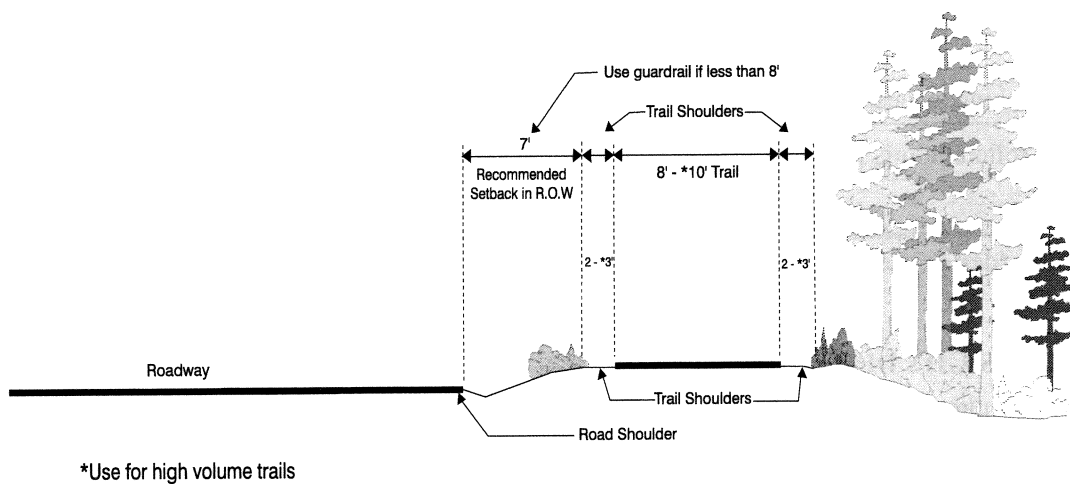 Use guardrail if less than 8'
Trail Shoulders
7'
Recommended
Setback in R.O.W
8' - *10' Trail
2 - *3'
2 - *3'
Roadway
Trail Shoulders
Road Shoulder
*Use for high volume trails